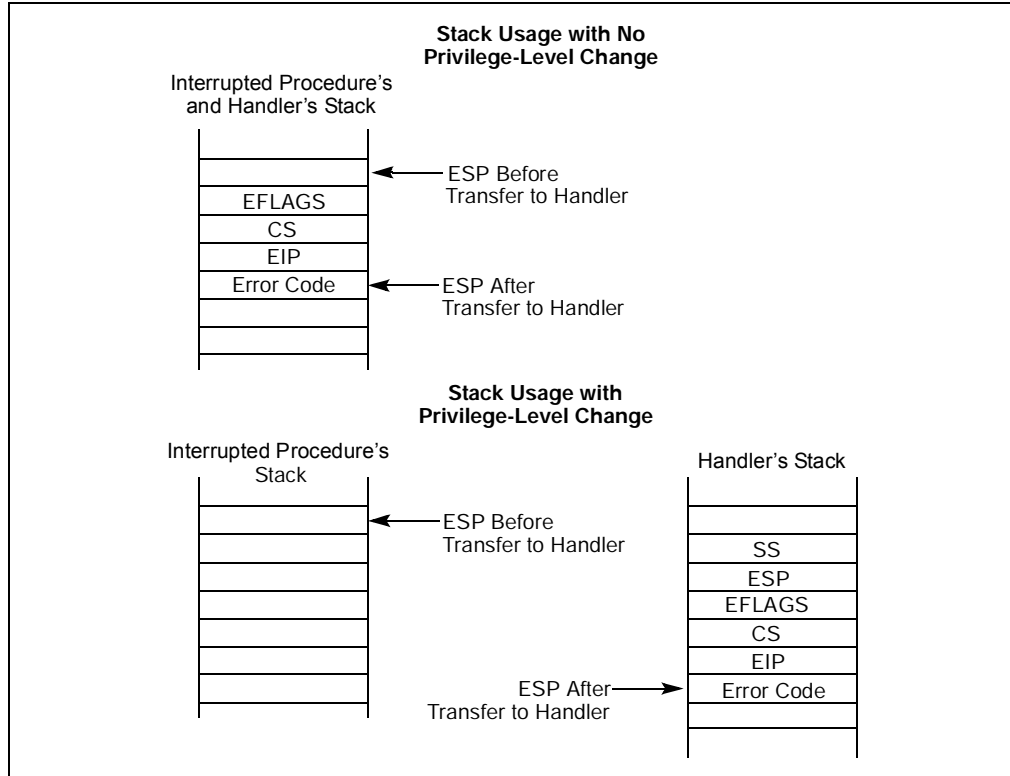 Stack Usage with No
Privilege-Level Change
Interrupted Procedure's
and Handler's Stack
ESP Before
Transfer to Handler
EFLAGS
CS
EIP
Error Code
ESP After
Transfer to Handler
Stack Usage with
Privilege-Level Change
Interrupted Procedure's
Stack
Handler's Stack
ESP Before
Transfer to Handler
SS
ESP
EFLAGS
CS
EIP
Error Code
ESP After
Transfer to Handler